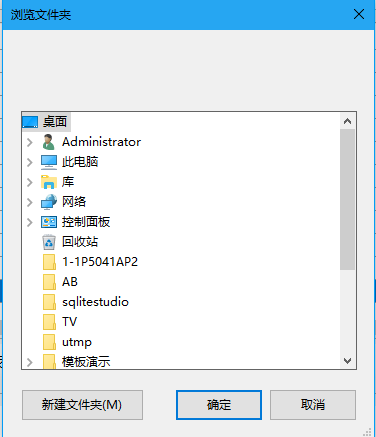 浏览文件夹
桌面
Administrator
此电脑
库
网络
控制面板
回收站
1-1P5041AP2
AB
sqlitestudio
TV
utmp
模板演示
新建文件夹(M) 确定 取消